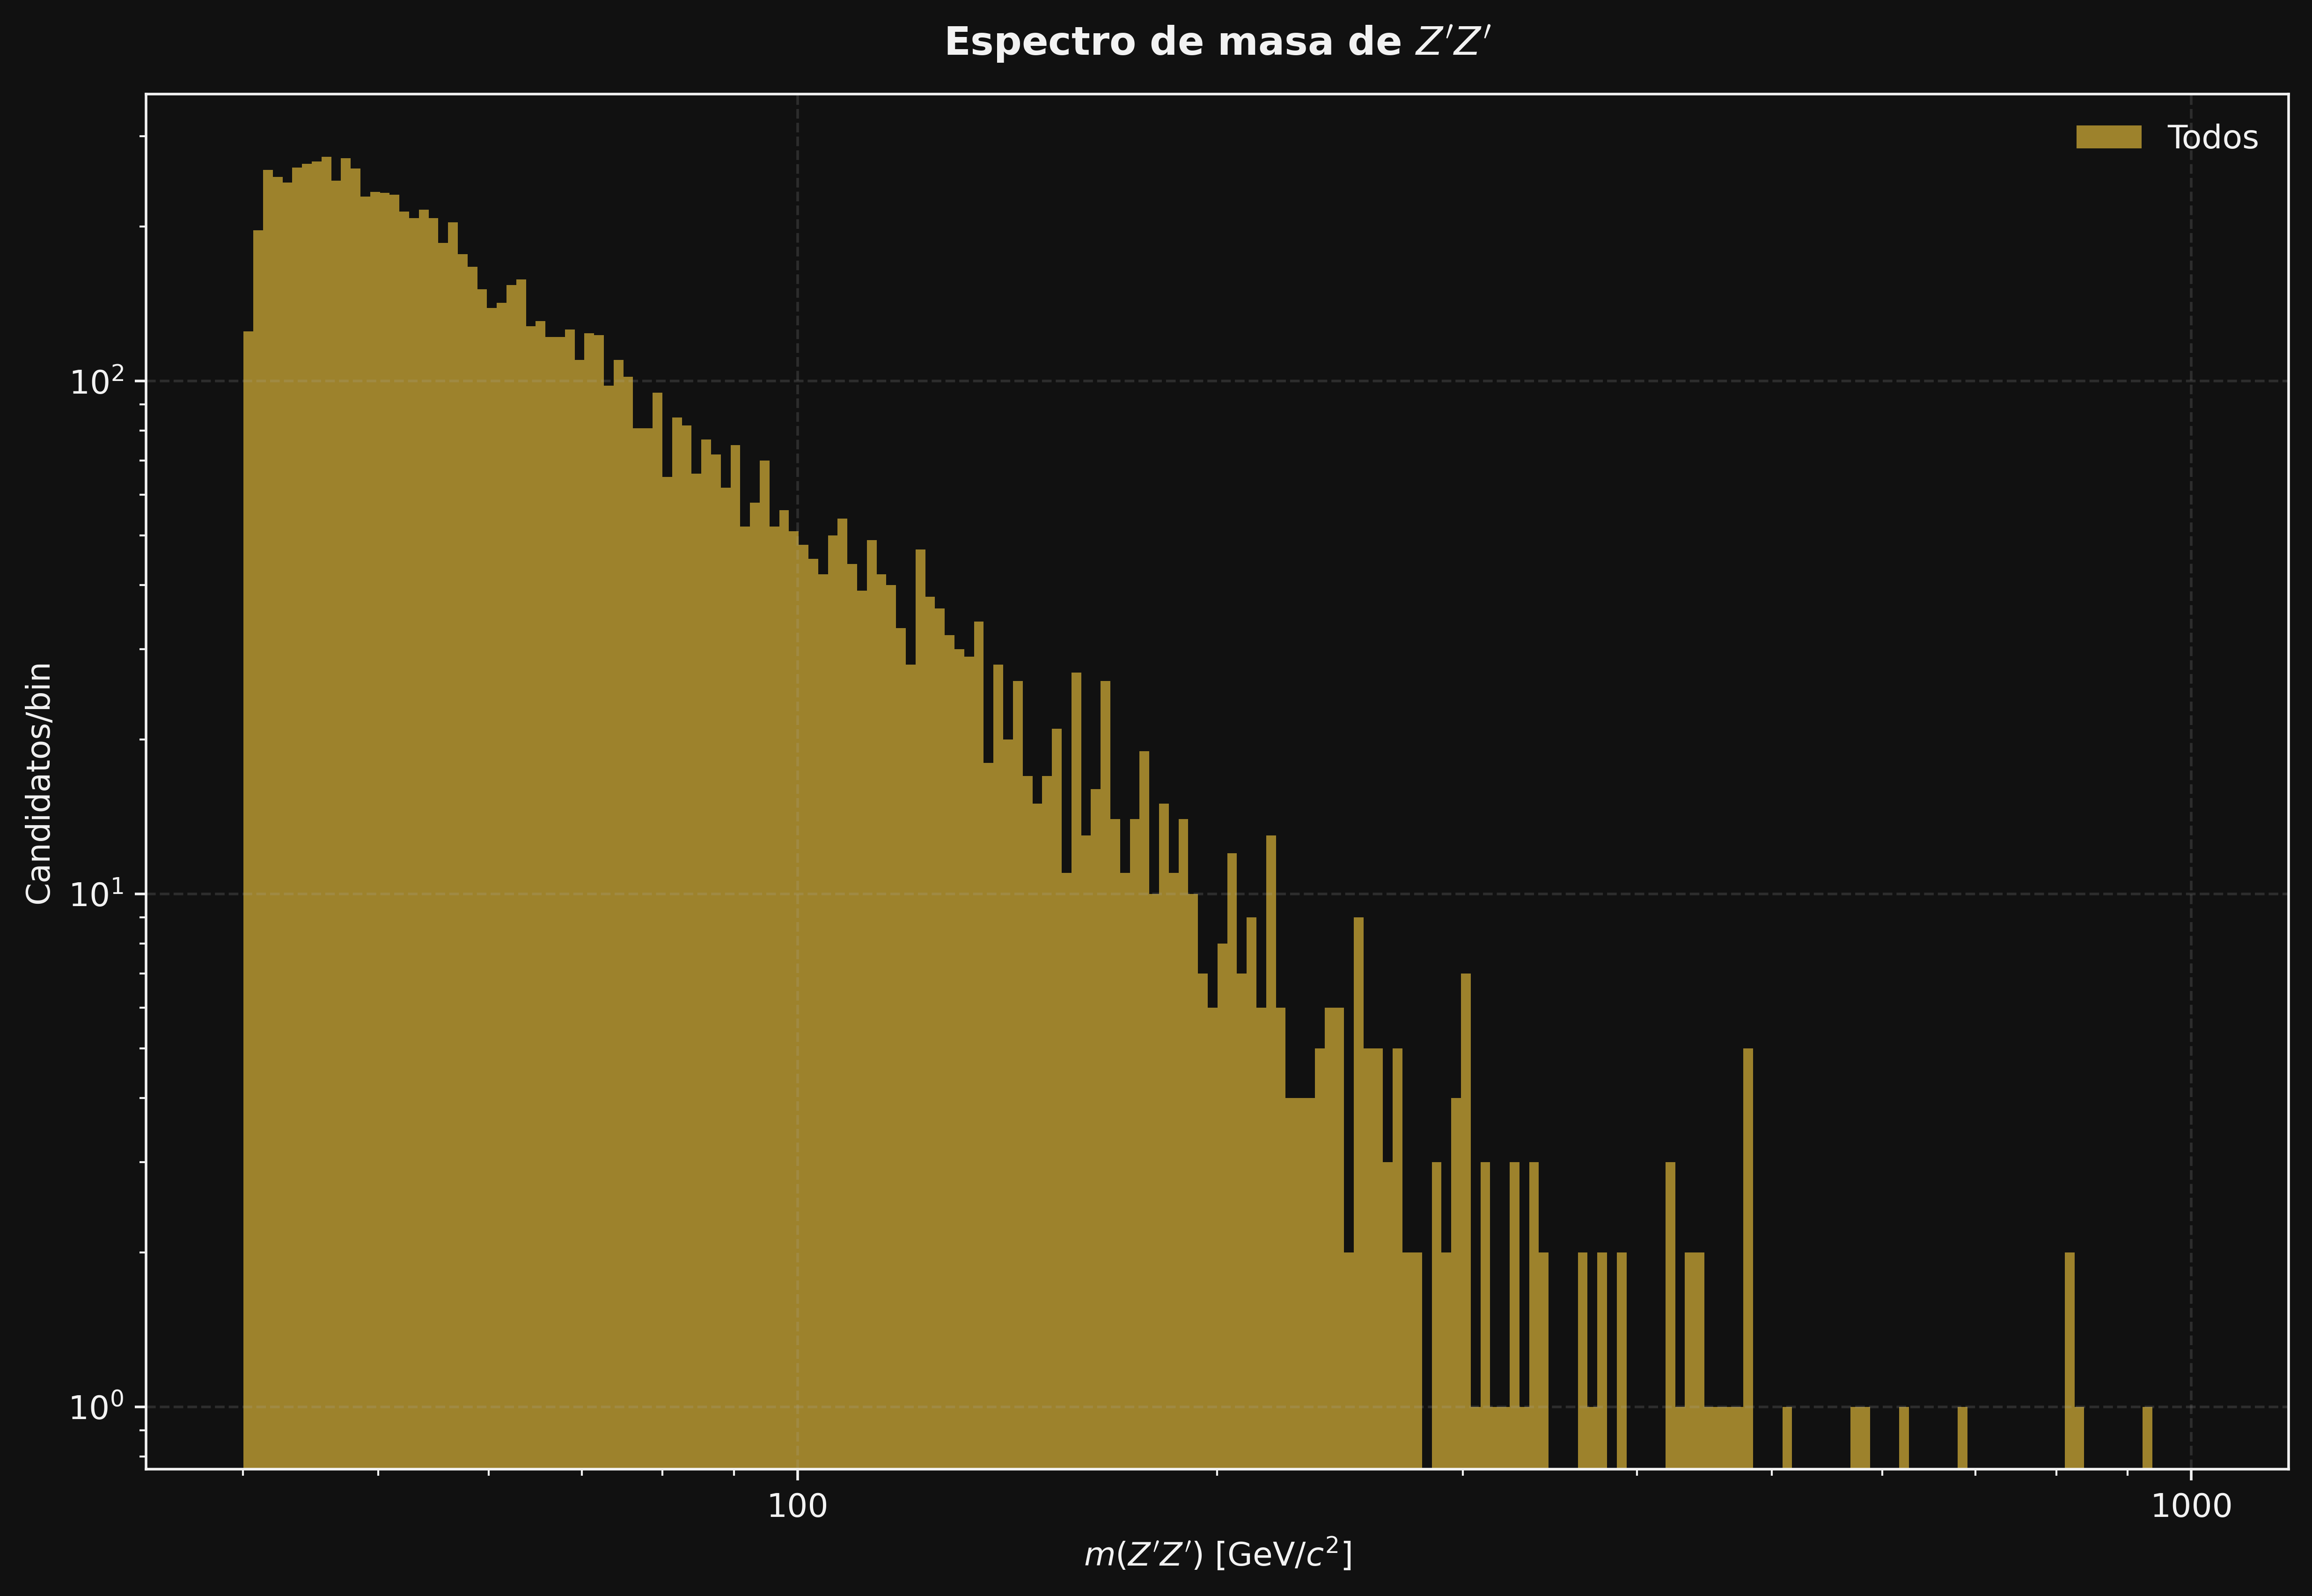 Espectro de masa de Z′Z′
Todos
Candidatos/bin
10²
10¹
10⁰
100
1000
m(Z′Z′) [GeV/c²]